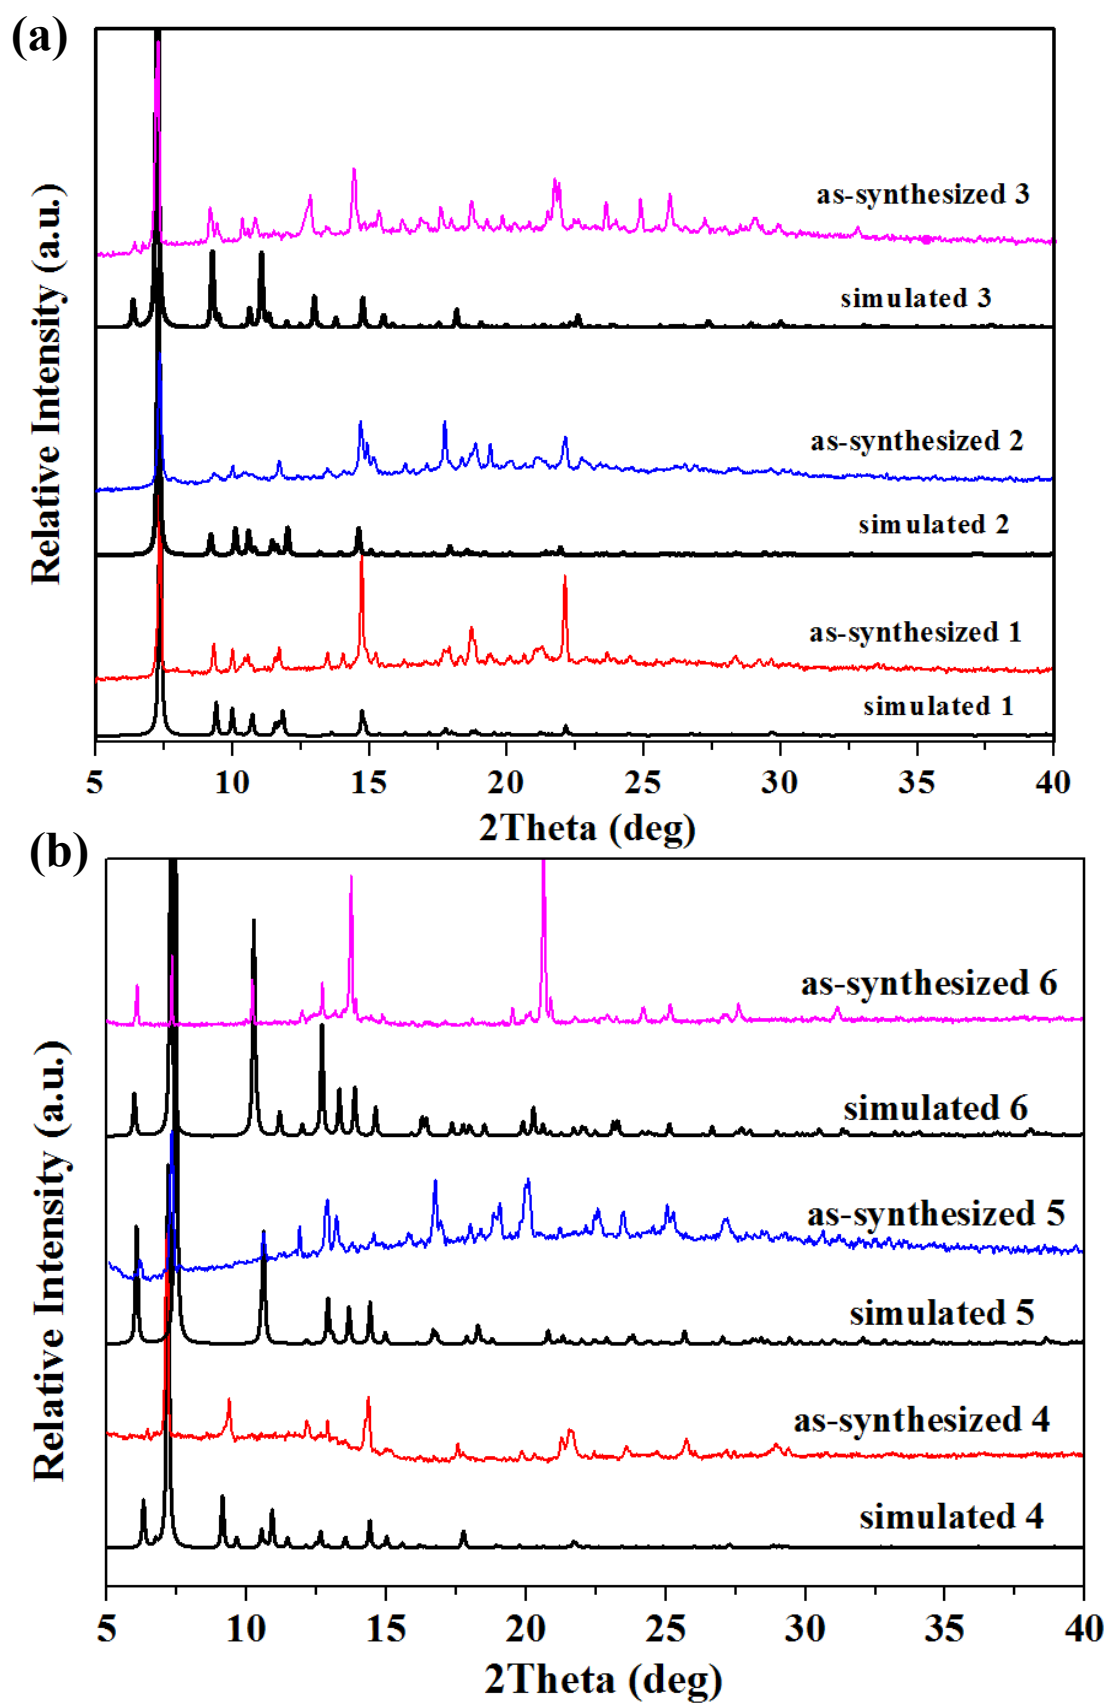 (a)
Relative Intensity (a.u.)
as-synthesized 3
simulated 3
as-synthesized 2
simulated 2
as-synthesized 1
simulated 1
5 10 15 20 25 30 35 40
2Theta (deg)
(b)
Relative Intensity (a.u.)
as-synthesized 6
simulated 6
as-synthesized 5
simulated 5
as-synthesized 4
simulated 4
5 10 15 20 25 30 35 40
2Theta (deg)